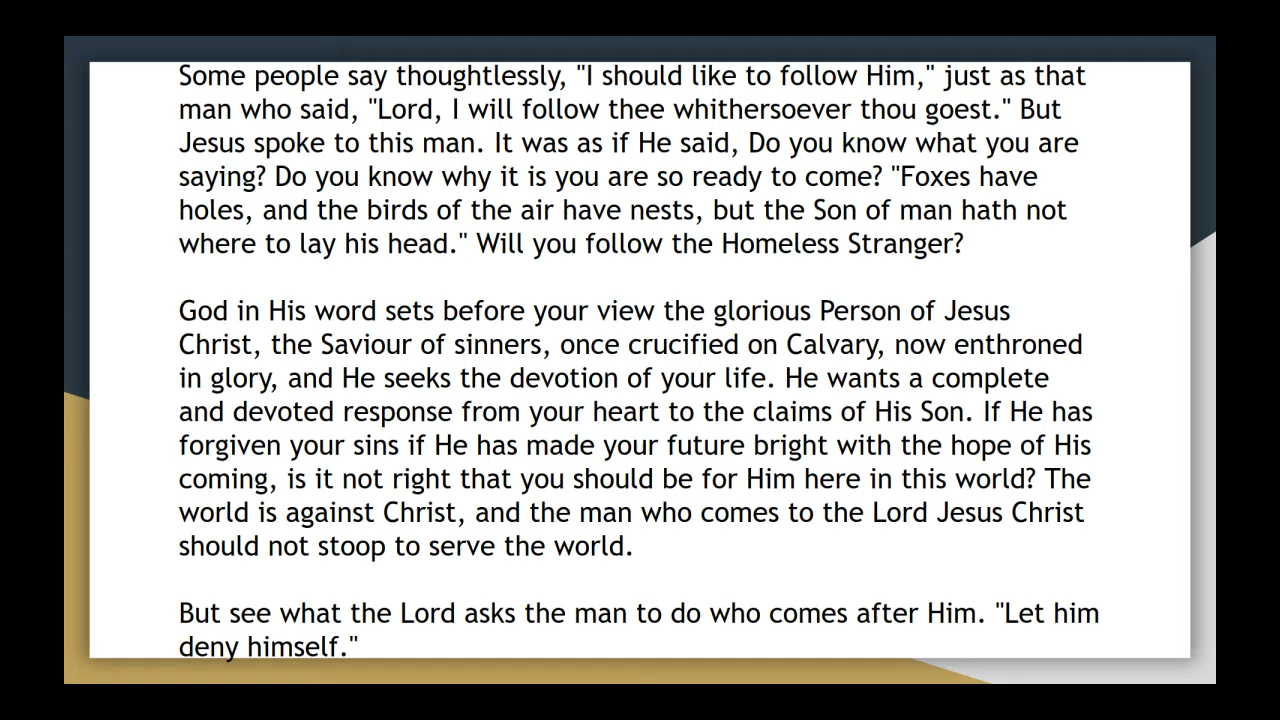 Some people say thoughtlessly, "I should like to follow Him," just as that
man who said, "Lord, I will follow thee whithersoever thou goest." But
Jesus spoke to this man. It was as if He said, Do you know what you are
saying? Do you know why it is you are so ready to come? "Foxes have
holes, and the birds of the air have nests, but the Son of man hath not
where to lay his head." Will you follow the Homeless Stranger?
God in His word sets before your view the glorious Person of Jesus
Christ, the Saviour of sinners, once crucified on Calvary, now enthroned
in glory, and He seeks the devotion of your life. He wants a complete
and devoted response from your heart to the claims of His Son. If He has
forgiven your sins if He has made your future bright with the hope of His
coming, is it not right that you should be for Him here in this world? The
world is against Christ, and the man who comes to the Lord Jesus Christ
should not stoop to serve the world.
But see what the Lord asks the man to do who comes after Him. "Let him
deny himself."